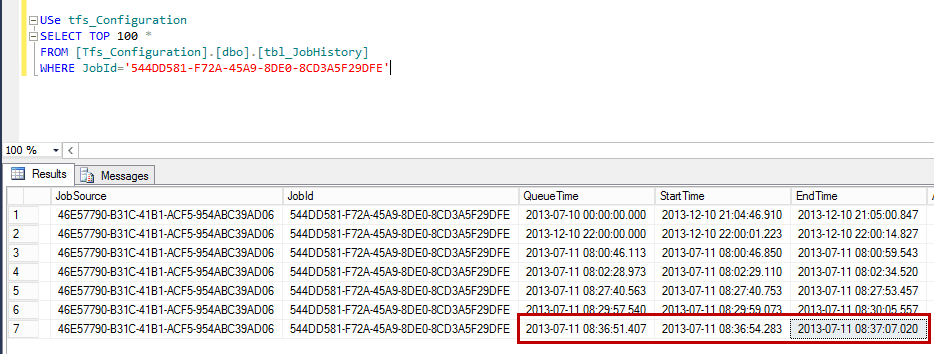 USe tfs_Configuration
SELECT TOP 100 *
FROM [Tfs_Configuration].[dbo].[tbl_JobHistory]
WHERE JobId='544DD581-F72A-45A9-8DE0-8CD3A5F29DFE'
100 %
Results Messages
JobSource JobId QueueTime StartTime EndTime
1 46E57790-B31C-41B1-ACF5-954ABC39AD06 544DD581-F72A-45A9-8DE0-8CD3A5F29DFE 2013-07-10 00:00:00.000 2013-12-10 21:04:46.910 2013-12-10 21:05:00.847
2 46E57790-B31C-41B1-ACF5-954ABC39AD06 544DD581-F72A-45A9-8DE0-8CD3A5F29DFE 2013-12-10 22:00:00.000 2013-12-10 22:00:01.223 2013-12-10 22:00:14.827
3 46E57790-B31C-41B1-ACF5-954ABC39AD06 544DD581-F72A-45A9-8DE0-8CD3A5F29DFE 2013-07-11 08:00:46.113 2013-07-11 08:00:46.850 2013-07-11 08:00:59.543
4 46E57790-B31C-41B1-ACF5-954ABC39AD06 544DD581-F72A-45A9-8DE0-8CD3A5F29DFE 2013-07-11 08:02:28.973 2013-07-11 08:02:29.110 2013-07-11 08:02:34.520
5 46E57790-B31C-41B1-ACF5-954ABC39AD06 544DD581-F72A-45A9-8DE0-8CD3A5F29DFE 2013-07-11 08:27:40.563 2013-07-11 08:27:40.753 2013-07-11 08:27:53.457
6 46E57790-B31C-41B1-ACF5-954ABC39AD06 544DD581-F72A-45A9-8DE0-8CD3A5F29DFE 2013-07-11 08:29:57.540 2013-07-11 08:29:59.073 2013-07-11 08:30:05.557
7 46E57790-B31C-41B1-ACF5-954ABC39AD06 544DD581-F72A-45A9-8DE0-8CD3A5F29DFE 2013-07-11 08:36:51.407 2013-07-11 08:36:54.283 2013-07-11 08:37:07.020